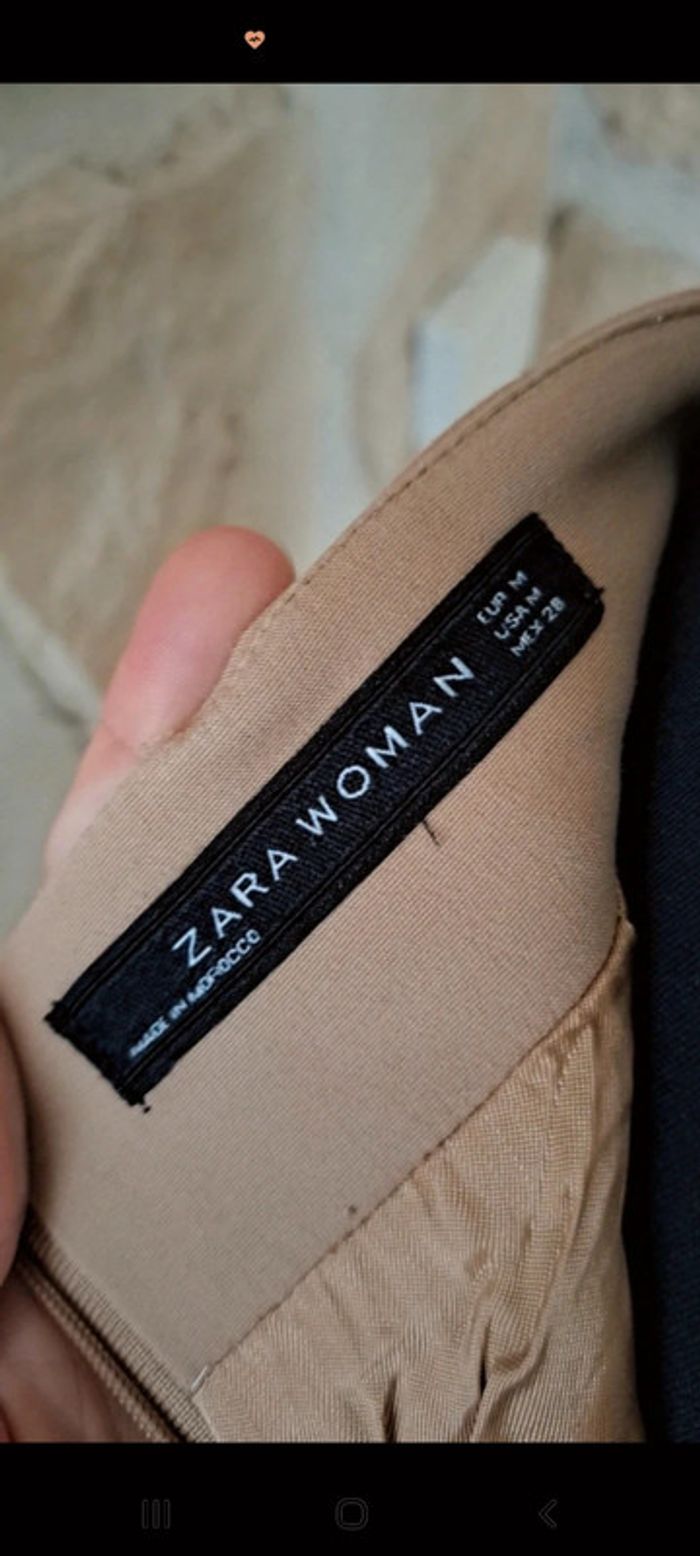 ZARA WOMAN
MADE IN MOROCCO
EUR M
USA M
MEX 28